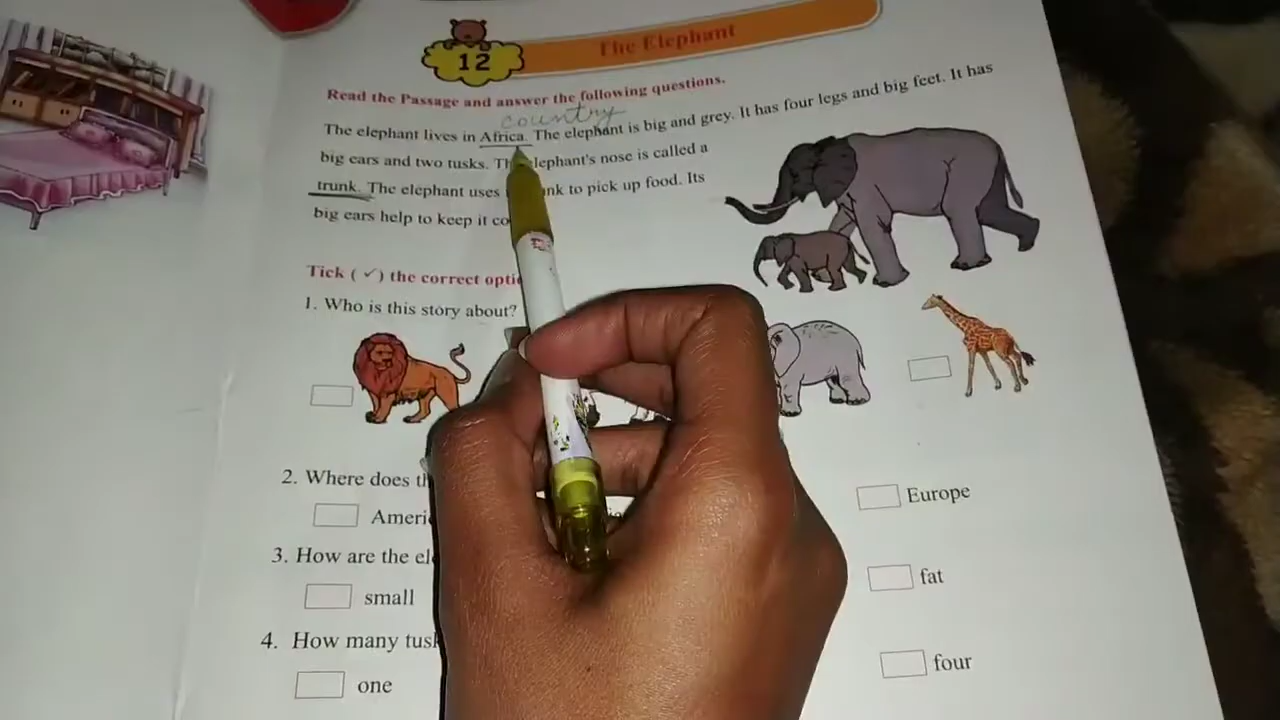 12
The Elephant
Read the Passage and answer the following questions.
country
The elephant lives in Africa. The elephant is big and grey. It has four legs and big feet. It has
big ears and two tusks. elephant's nose is called a
trunk. The elephant uses to pick up food. Its
big ears help to keep it
Tick (✓) the correct
1. Who is this story about?
2. Where does
Europe
3. How are the
small
fat
4. How many
one
four